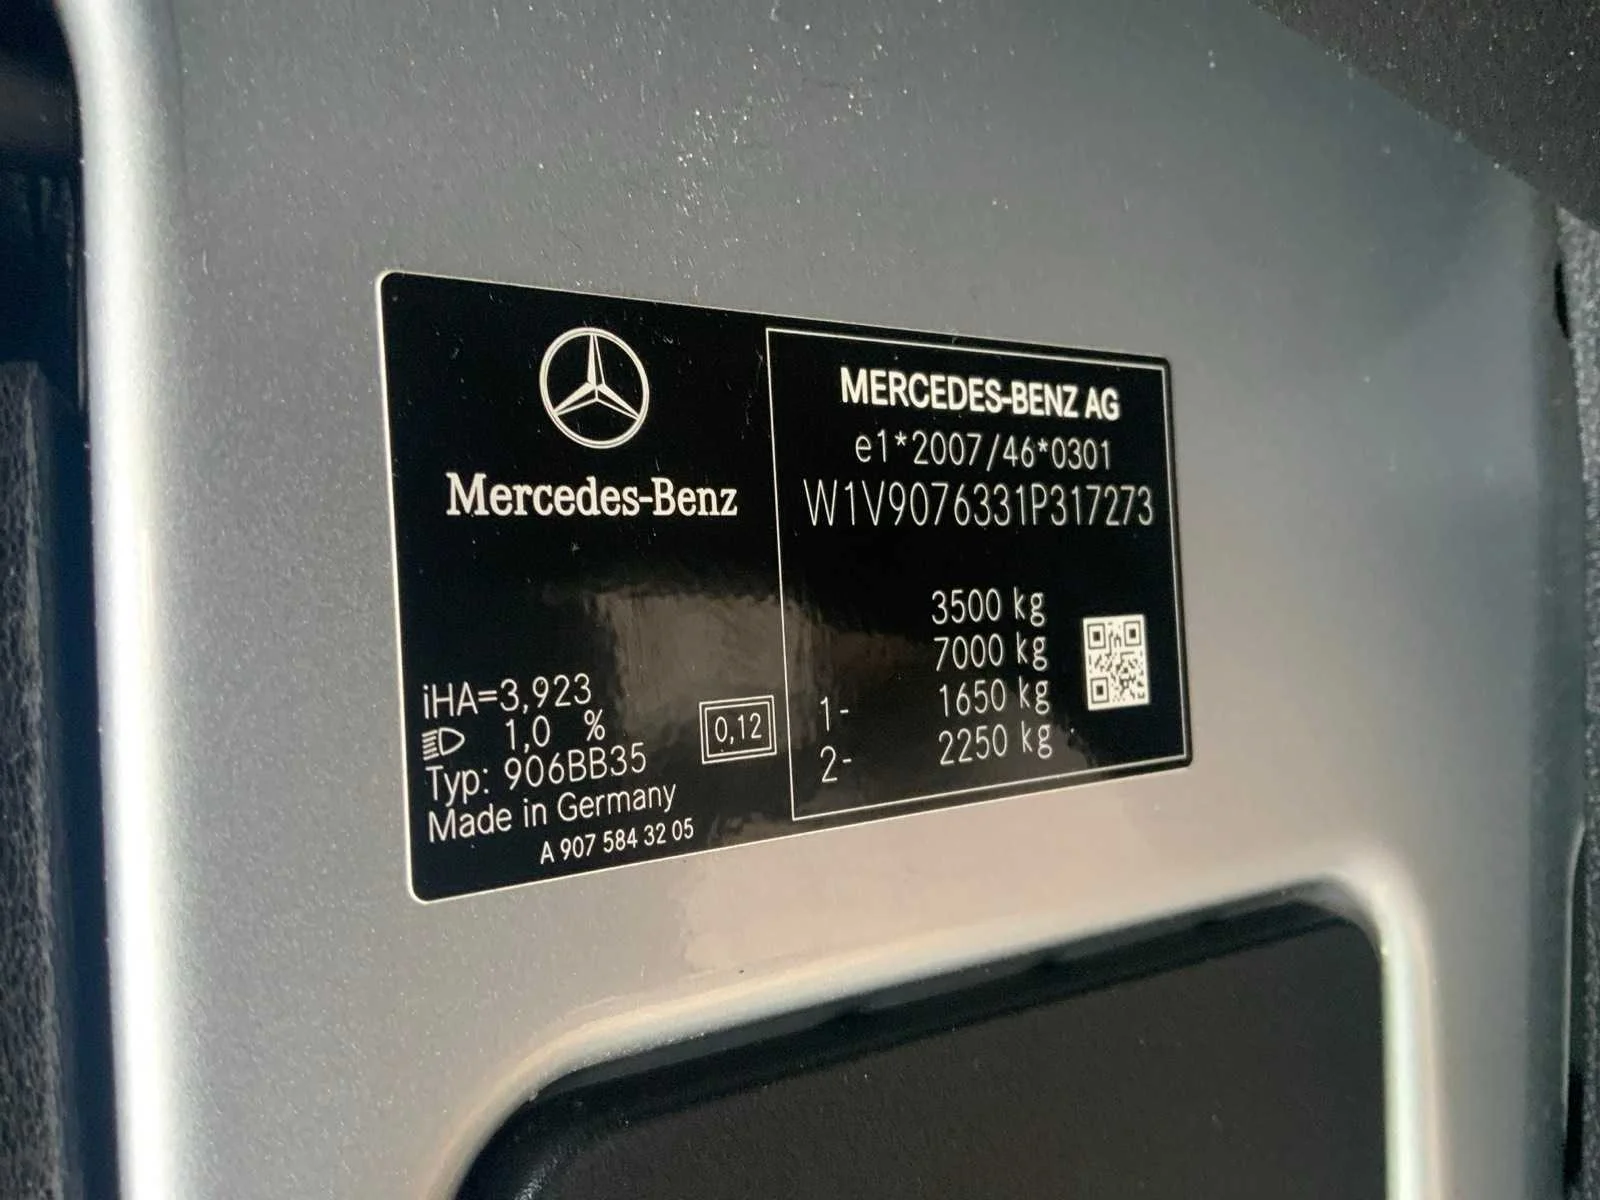 Mercedes-Benz
MERCEDES-BENZ AG
e1*2007/46*0301
W1V9076331P317273
3500 kg
7000 kg
1- 1650 kg
2- 2250 kg
iHA=3,923
1,0 %
0,12
Typ: 906BB35
Made in Germany
A 907 584 32 05